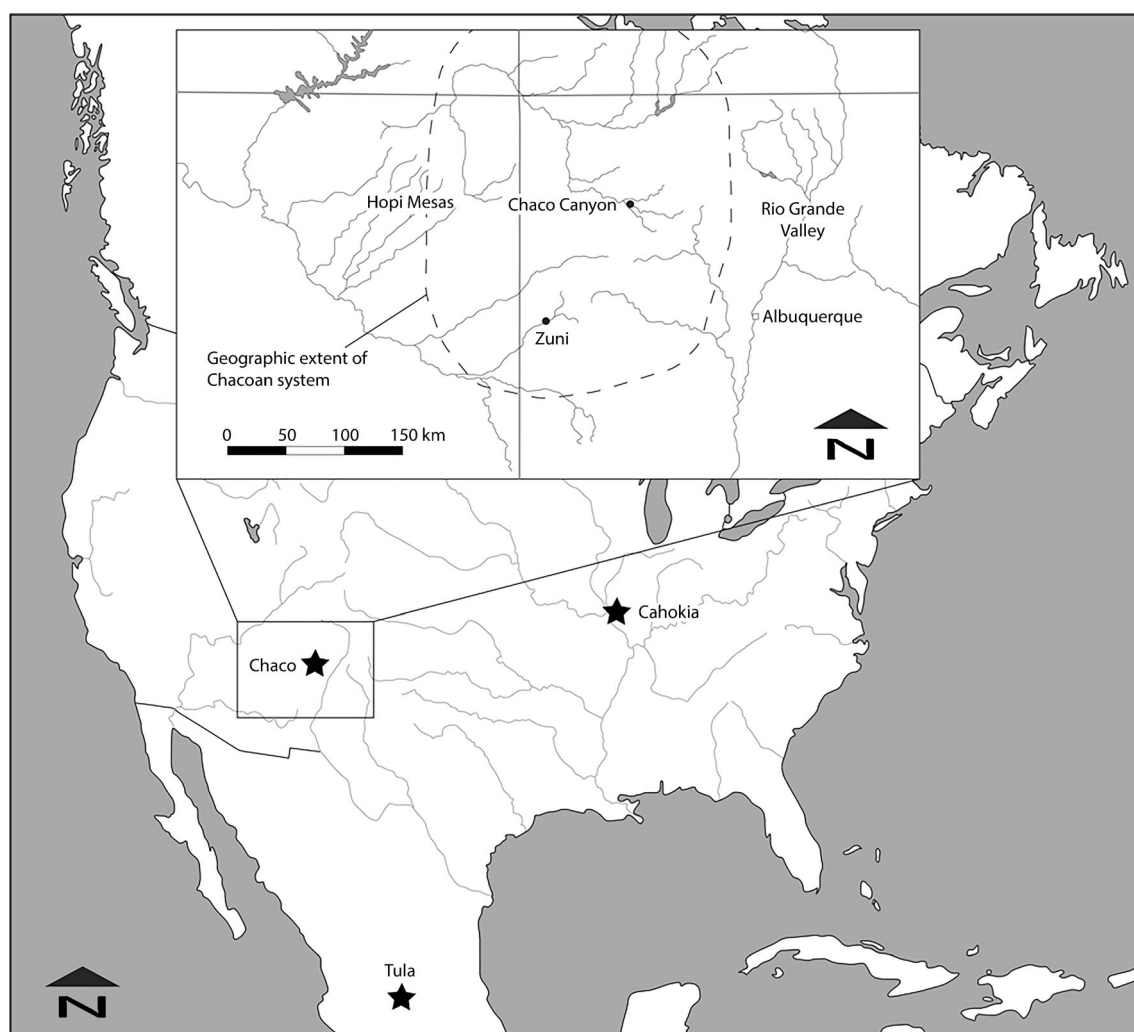 Hopi Mesas
Chaco Canyon
Rio Grande
Valley
Albuquerque
Zuni
Geographic extent of
Chacoan system
0 50 100 150 km
N
Cahokia
Chaco
Tula
N